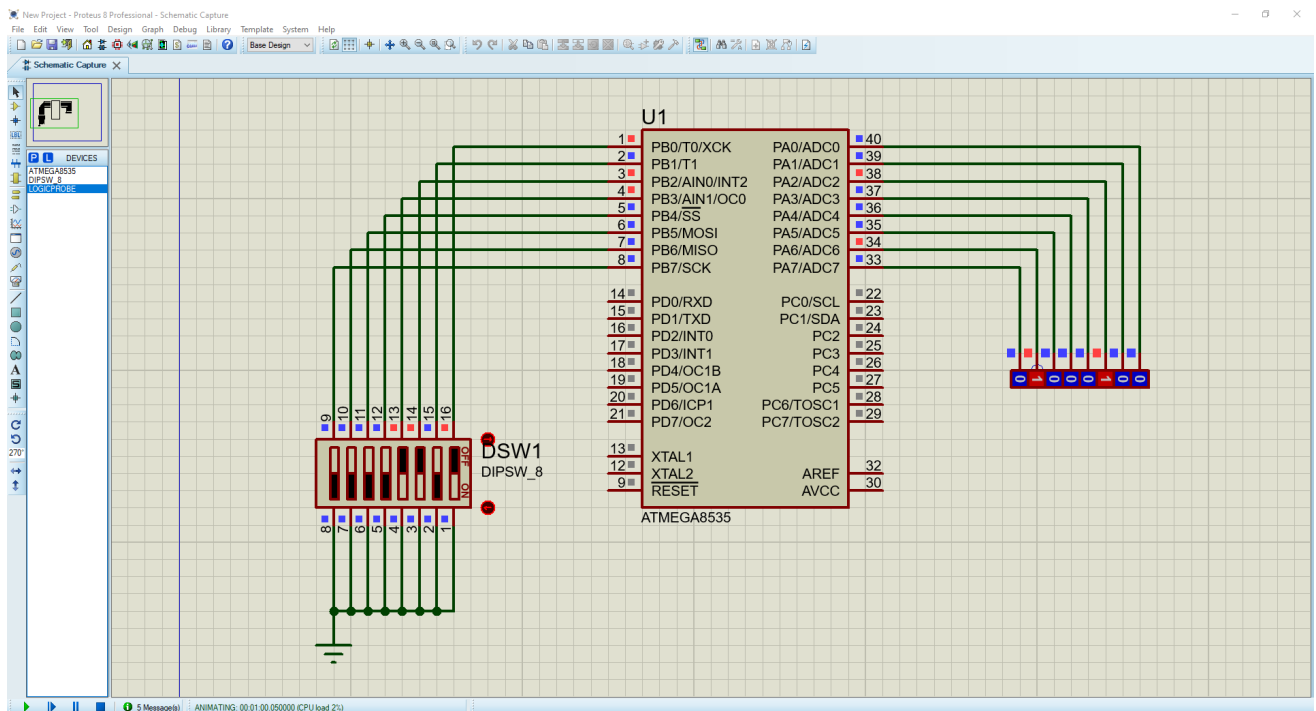 New Project - Proteus 8 Professional - Schematic Capture
File Edit View Tool Design Graph Debug Library Template System Help
Base Design
Schematic Capture
P L DEVICES
ATMEGA8535
DIPSW_8
LOGICPROBE
LBL
A
S
270°
U1
1 PB0/T0/XCK PA0/ADC0 40
2 PB1/T1 PA1/ADC1 39
3 PB2/AIN0/INT2 PA2/ADC2 38
4 PB3/AIN1/OC0 PA3/ADC3 37
5 PB4/SS PA4/ADC4 36
6 PB5/MOSI PA5/ADC5 35
7 PB6/MISO PA6/ADC6 34
8 PB7/SCK PA7/ADC7 33
14 PD0/RXD PC0/SCL 22
15 PD1/TXD PC1/SDA 23
16 PD2/INT0 PC2 24
17 PD3/INT1 PC3 25
18 PD4/OC1B PC4 26
19 PD5/OC1A PC5 27
20 PD6/ICP1 PC6/TOSC1 28
21 PD7/OC2 PC7/TOSC2 29
13 XTAL1
12 XTAL2 AREF 32
9 RESET AVCC 30
ATMEGA8535
0 1 0 0 0 1 0 0
9 10 11 12 13 14 15 16
OFF
ON
DSW1
DIPSW_8
8 7 6 5 4 3 2 1
5 Message(s) ANIMATING: 00:01:00.050000 (CPU load 2%)